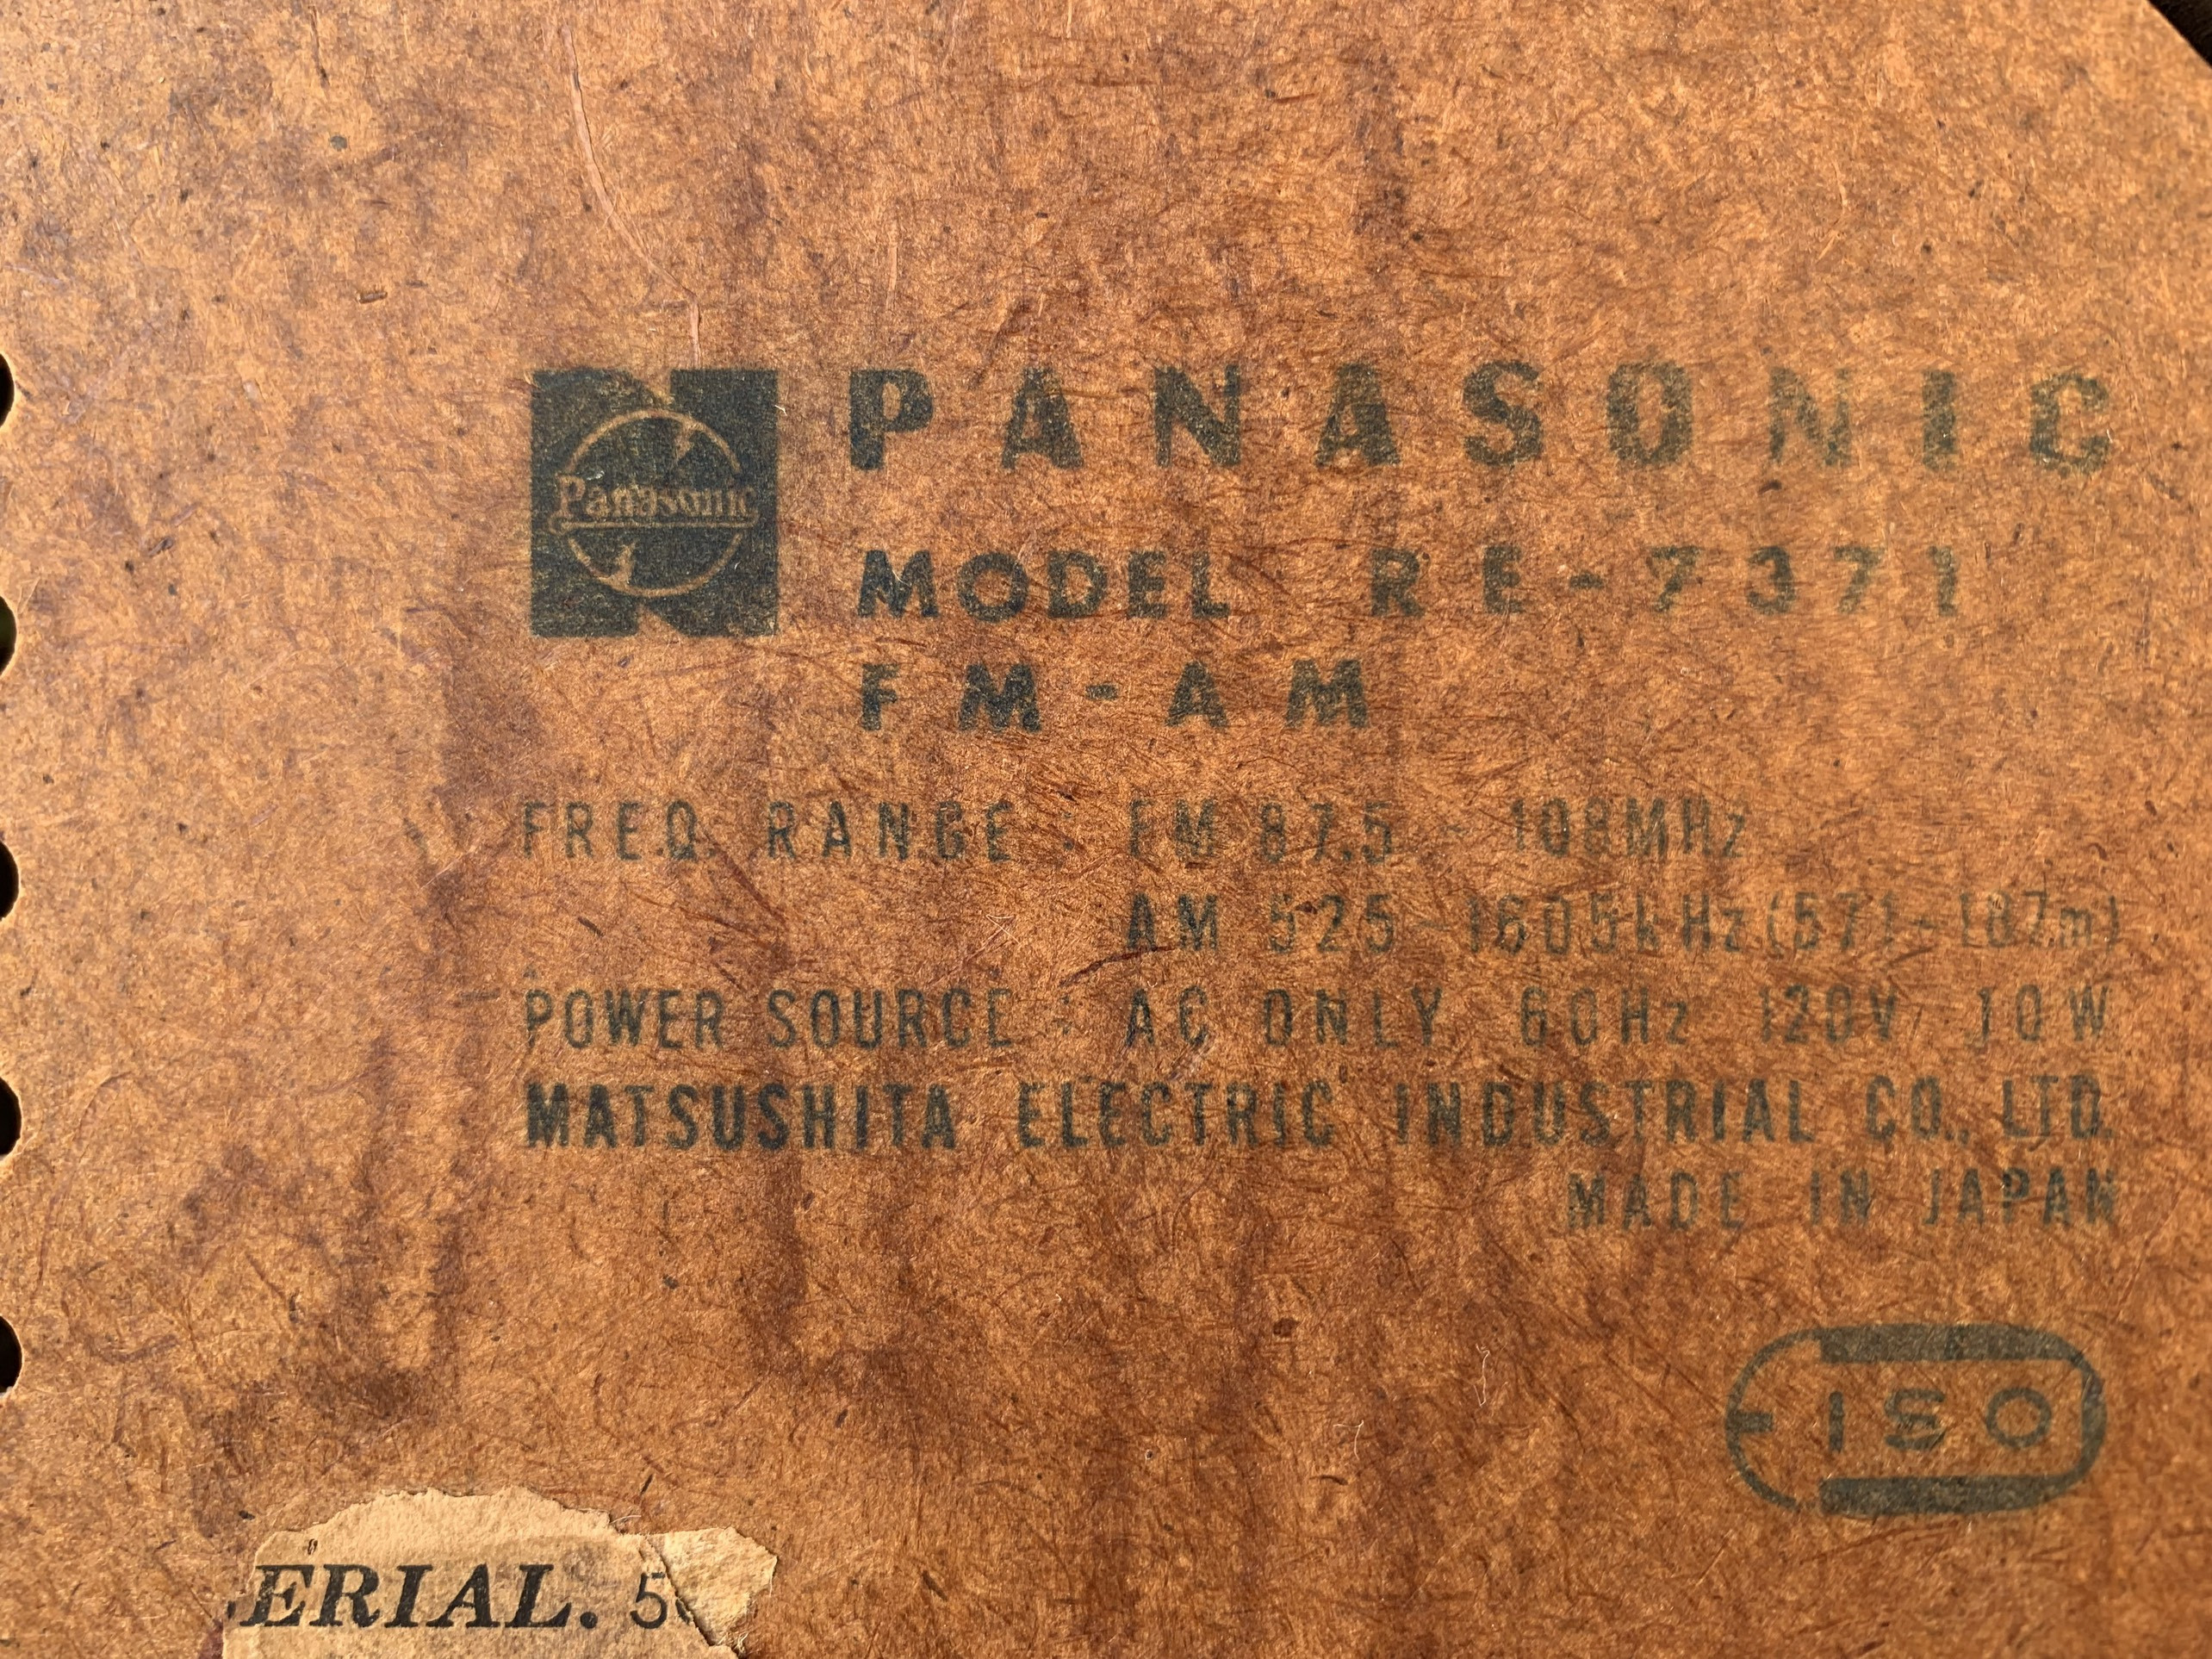 Panasonic
PANASONIC
MODEL RE-7371
FM-AM
FREQ. RANGE : FM 87.5 - 108MHz
AM 525-1605kHz (571-187m)
POWER SOURCE : AC ONLY 60Hz 120V 10W
MATSUSHITA ELECTRIC INDUSTRIAL CO., LTD.
MADE IN JAPAN
ISO
ERIAL. 5